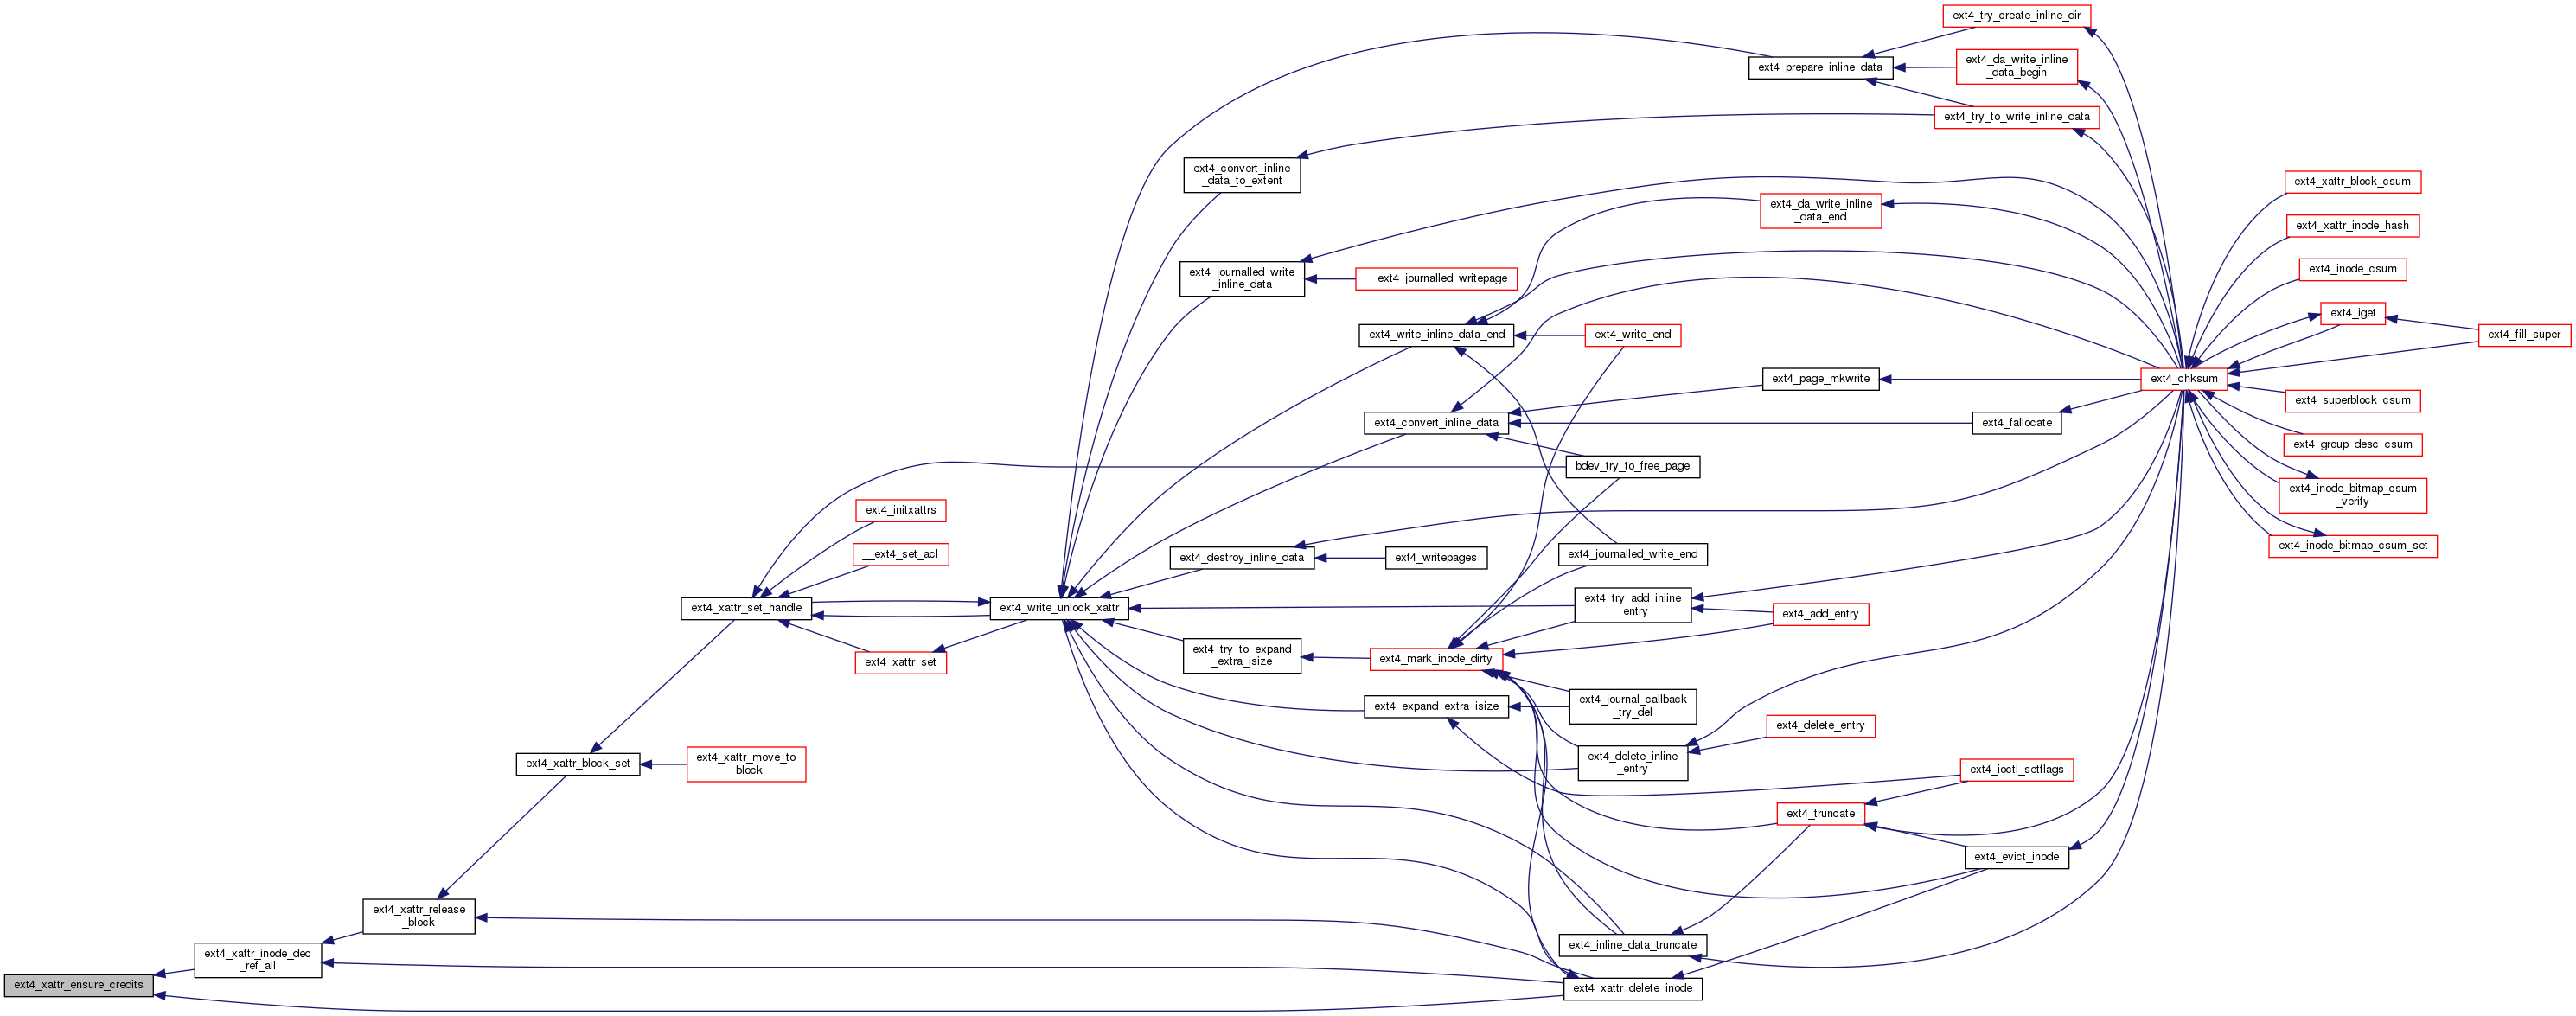 ext4_try_create_inline_dir
ext4_da_write_inline
_data_begin
ext4_prepare_inline_data
ext4_try_to_write_inline_data
ext4_convert_inline
_data_to_extent
ext4_xattr_block_csum
ext4_da_write_inline
_data_end
ext4_xattr_inode_hash
ext4_journalled_write
_inline_data
__ext4_journalled_writepage
ext4_inode_csum
ext4_iget
ext4_write_inline_data_end
ext4_write_end
ext4_fill_super
ext4_page_mkwrite
ext4_chksum
ext4_superblock_csum
ext4_convert_inline_data
ext4_fallocate
ext4_group_desc_csum
bdev_try_to_free_page
ext4_inode_bitmap_csum
_verify
ext4_initxattrs
ext4_inode_bitmap_csum_set
__ext4_set_acl
ext4_destroy_inline_data
ext4_writepages
ext4_journalled_write_end
ext4_xattr_set_handle
ext4_write_unlock_xattr
ext4_try_add_inline
_entry
ext4_add_entry
ext4_xattr_set
ext4_try_to_expand
_extra_isize
ext4_mark_inode_dirty
ext4_expand_extra_isize
ext4_journal_callback
_try_del
ext4_delete_entry
ext4_xattr_block_set
ext4_xattr_move_to
_block
ext4_delete_inline
_entry
ext4_ioctl_setflags
ext4_truncate
ext4_evict_inode
ext4_xattr_release
_block
ext4_inline_data_truncate
ext4_xattr_inode_dec
_ref_all
ext4_xattr_ensure_credits
ext4_xattr_delete_inode